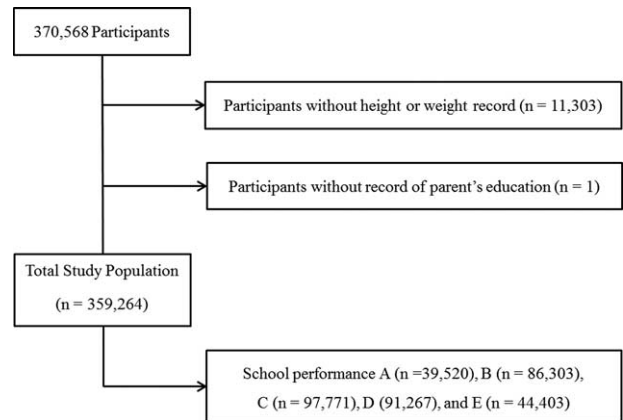 370,568 Participants
Participants without height or weight record (n = 11,303)
Participants without record of parent's education (n = 1)
Total Study Population
(n = 359,264)
School performance A (n =39,520), B (n = 86,303),
C (n = 97,771), D (91,267), and E (n = 44,403)